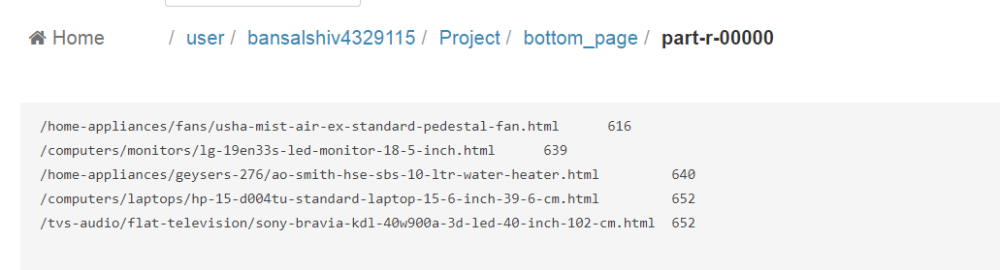 Home / user / bansalshiv4329115 / Project / bottom_page / part-r-00000
/home-appliances/fans/usha-mist-air-ex-standard-pedestal-fan.html 616
/computers/monitors/lg-19en33s-led-monitor-18-5-inch.html 639
/home-appliances/geysers-276/ao-smith-hse-sbs-10-ltr-water-heater.html 640
/computers/laptops/hp-15-d004tu-standard-laptop-15-6-inch-39-6-cm.html 652
/tvs-audio/flat-television/sony-bravia-kdl-40w900a-3d-led-40-inch-102-cm.html 652